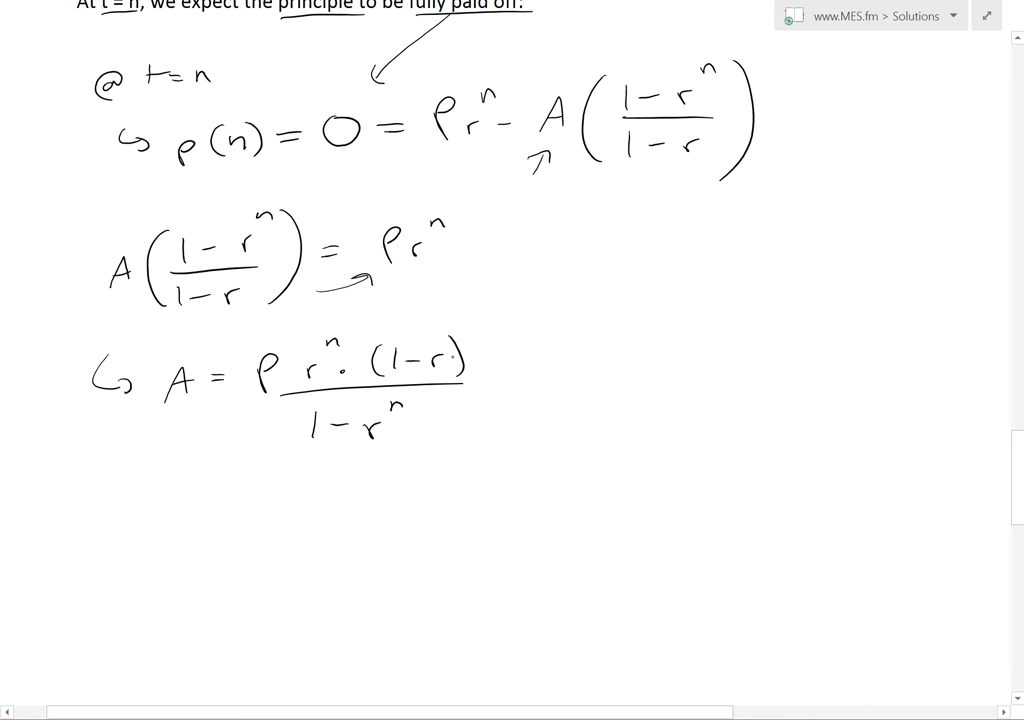 At t = n, we expect the principle to be fully paid off:
www.MES.fm > Solutions
@ t = n
↳ p(n) = 0 = Pr^n - A((1 - r^n)/(1 - r))
A((1 - r^n)/(1 - r)) = Pr^n
↳ A = P (r^n · (1 - r))/(1 - r^n)